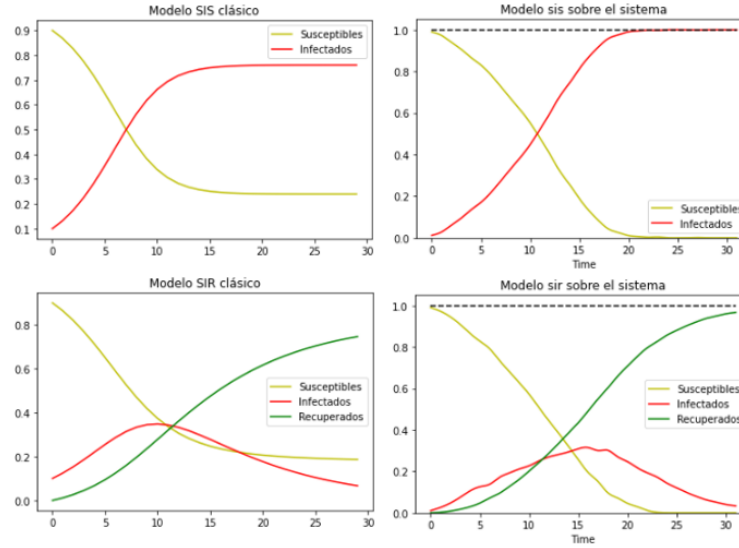 Modelo SIS clásico
0.9
0.8
0.7
0.6
0.5
0.4
0.3
0.2
0.1
Susceptibles
Infectados
0 5 10 15 20 25 30
Modelo sis sobre el sistema
1.0
0.8
0.6
0.4
0.2
0.0
Susceptibles
Infectados
0 5 10 15 20 25 30
Time
Modelo SIR clásico
0.8
0.6
0.4
0.2
0.0
Susceptibles
Infectados
Recuperados
0 5 10 15 20 25 30
Modelo sir sobre el sistema
1.0
0.8
0.6
0.4
0.2
0.0
Susceptibles
Infectados
Recuperados
0 5 10 15 20 25 30
Time